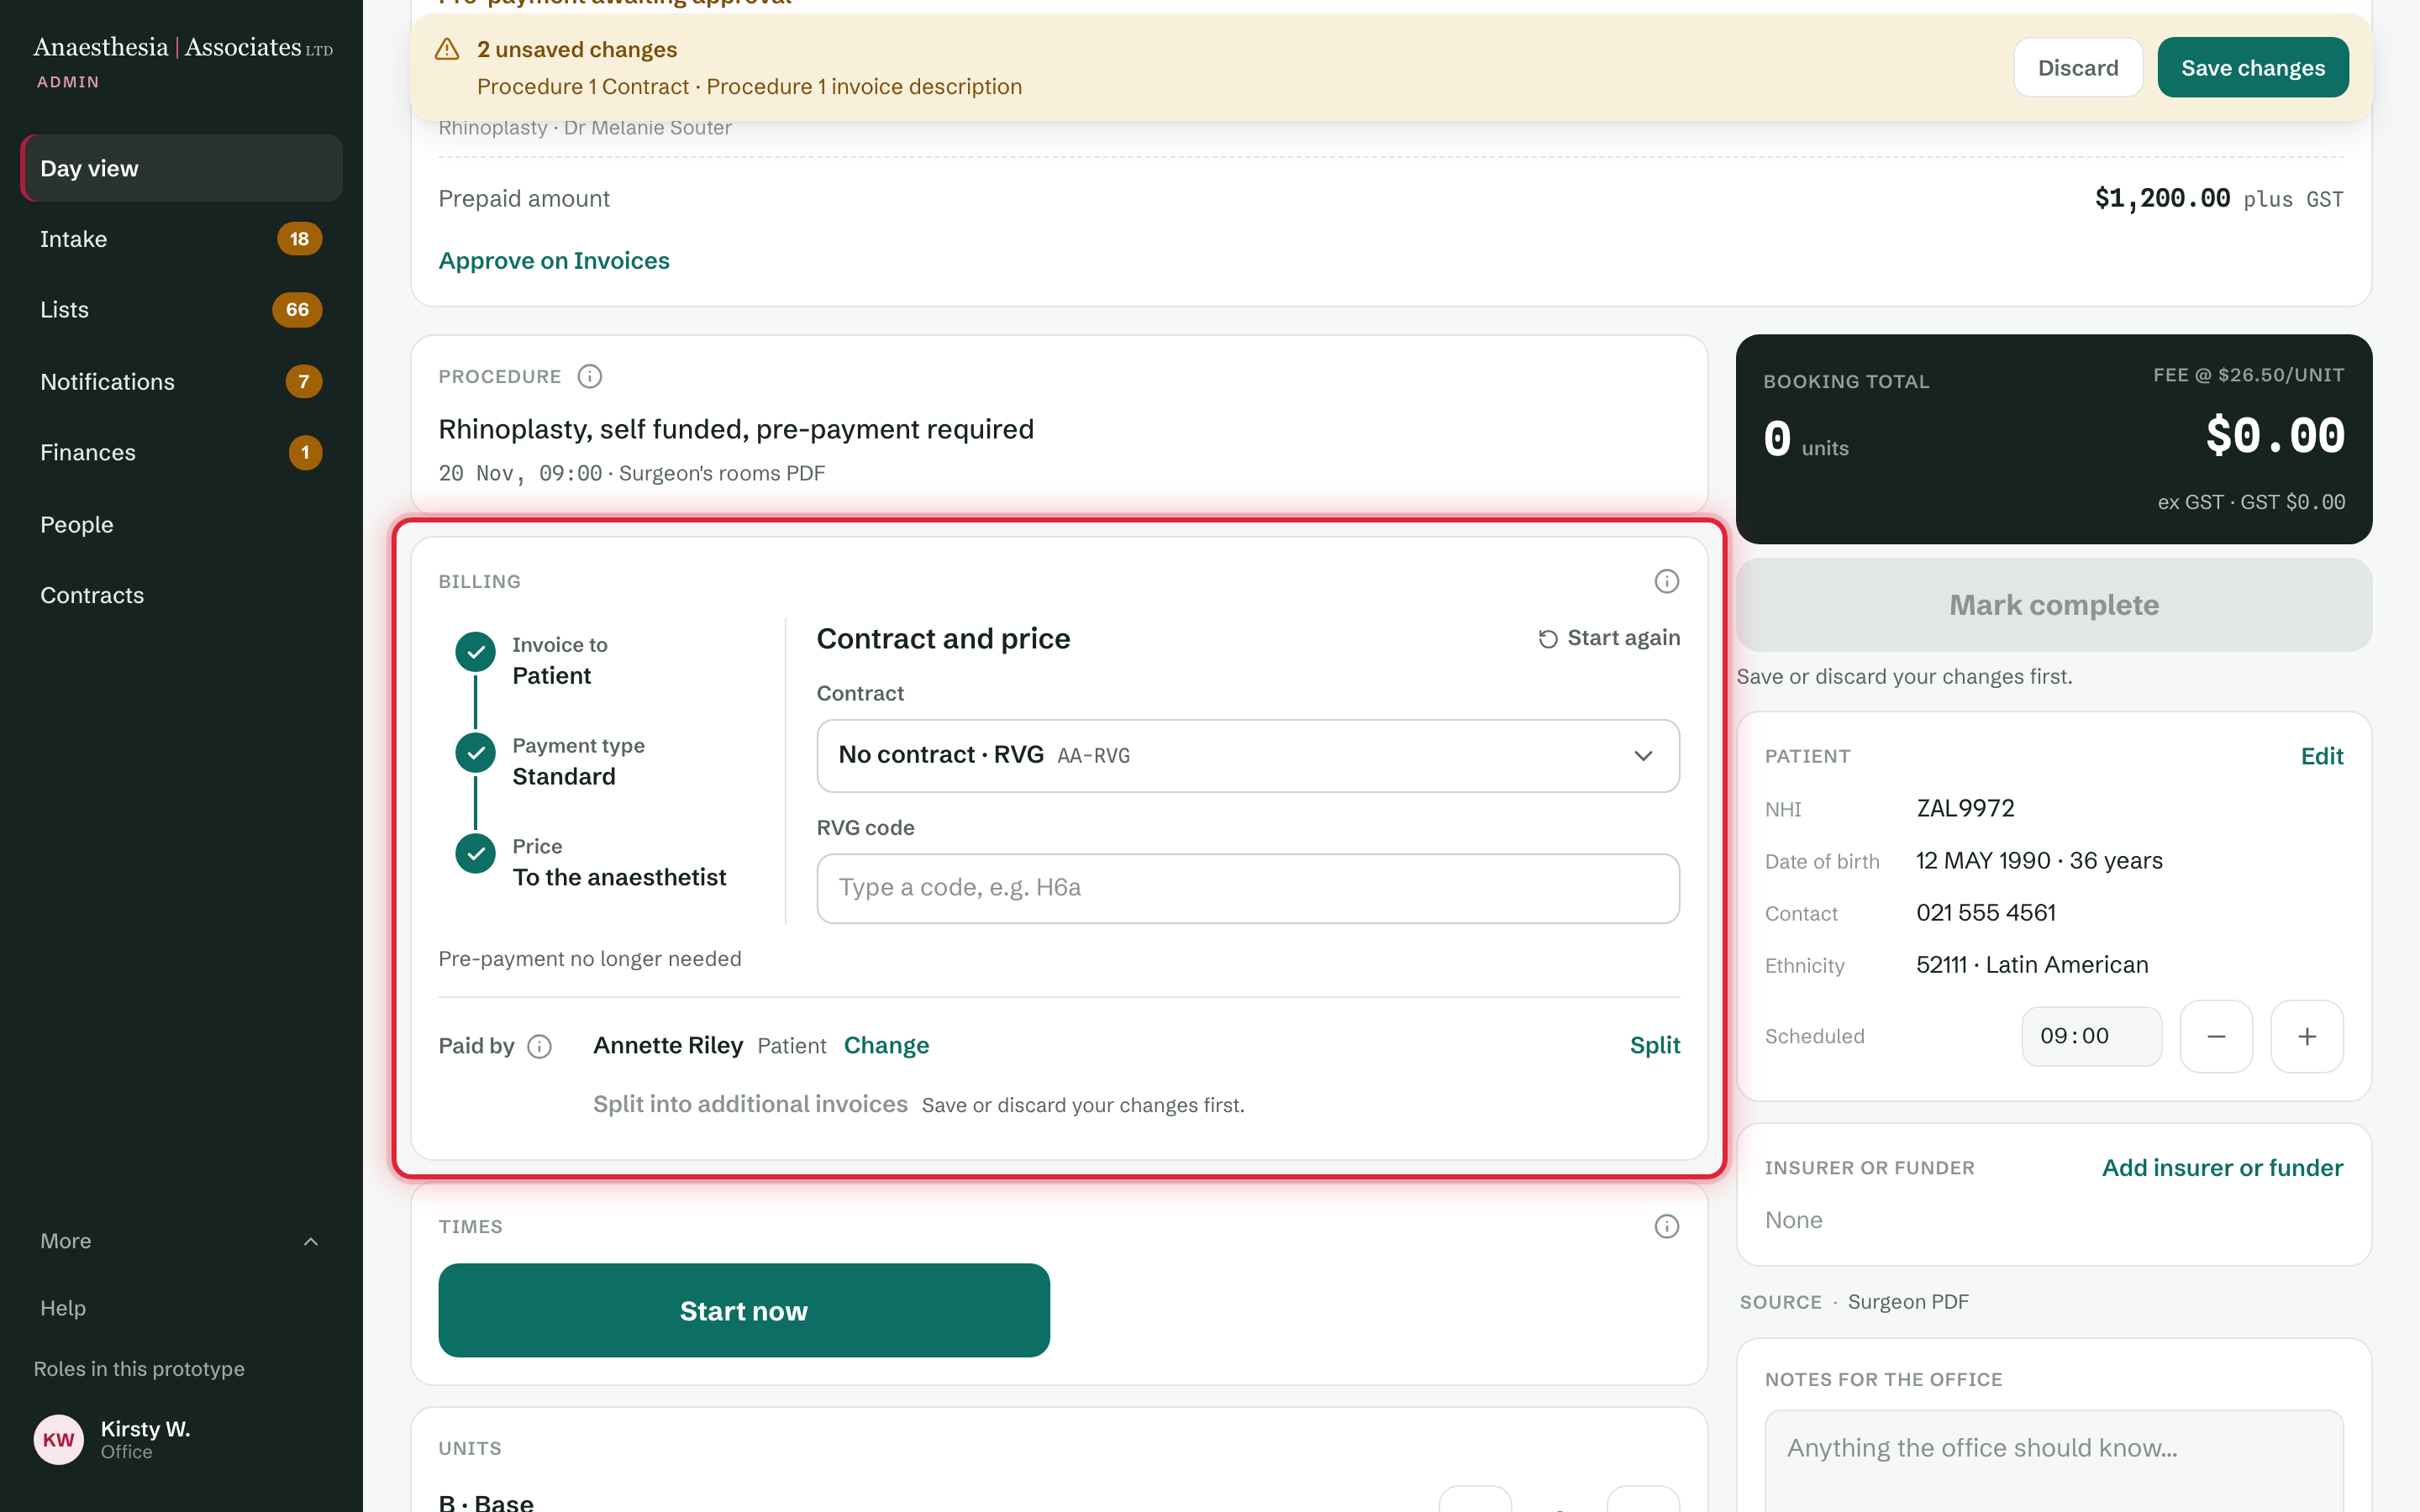 Anaesthesia | Associates LTD
ADMIN
Day view
Intake 18
Lists 66
Notifications 7
Finances 1
People
Contracts
More
Help
Roles in this prototype
KW
Kirsty W.
Office
Pre-payment awaiting approval
2 unsaved changes
Procedure 1 Contract · Procedure 1 invoice description
Discard
Save changes
Rhinoplasty · Dr Melanie Souter
Prepaid amount
$1,200.00 plus GST
Approve on Invoices
PROCEDURE
Rhinoplasty, self funded, pre-payment required
20 Nov, 09:00 · Surgeon's rooms PDF
BILLING
Invoice to
Patient
Payment type
Standard
Price
To the anaesthetist
Contract and price
Start again
Contract
No contract · RVG AA-RVG
RVG code
Type a code, e.g. H6a
Pre-payment no longer needed
Paid by
Annette Riley Patient Change
Split
Split into additional invoices Save or discard your changes first.
TIMES
Start now
UNITS
B · Base
BOOKING TOTAL
FEE @ $26.50/UNIT
0 units
$0.00
ex GST · GST $0.00
Mark complete
Save or discard your changes first.
PATIENT
Edit
NHI ZAL9972
Date of birth 12 MAY 1990 · 36 years
Contact 021 555 4561
Ethnicity 52111 · Latin American
Scheduled 09:00 − +
INSURER OR FUNDER
Add insurer or funder
None
SOURCE · Surgeon PDF
NOTES FOR THE OFFICE
Anything the office should know...